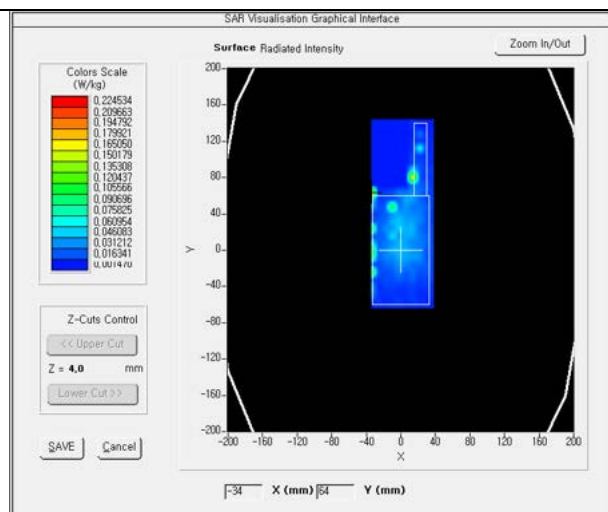 SAR Visualisation Graphical Interface
Surface Radiated Intensity
Zoom In/Out
Colors Scale
(W/kg)
0.224534
0.209663
0.194792
0.179921
0.165050
0.150179
0.135308
0.120437
0.105566
0.090696
0.075825
0.060954
0.046083
0.031212
0.016341
0.001470
Z-Cuts Control
<< Upper Cut
Z = 4.0 mm
Lower Cut >>
SAVE
Cancel
200
160
120
80
40
0
-40
-80
-120
-160
-200
Y
-200 -160 -120 -80 -40 0 40 80 120 160 200
X
-34 X (mm) 64 Y (mm)